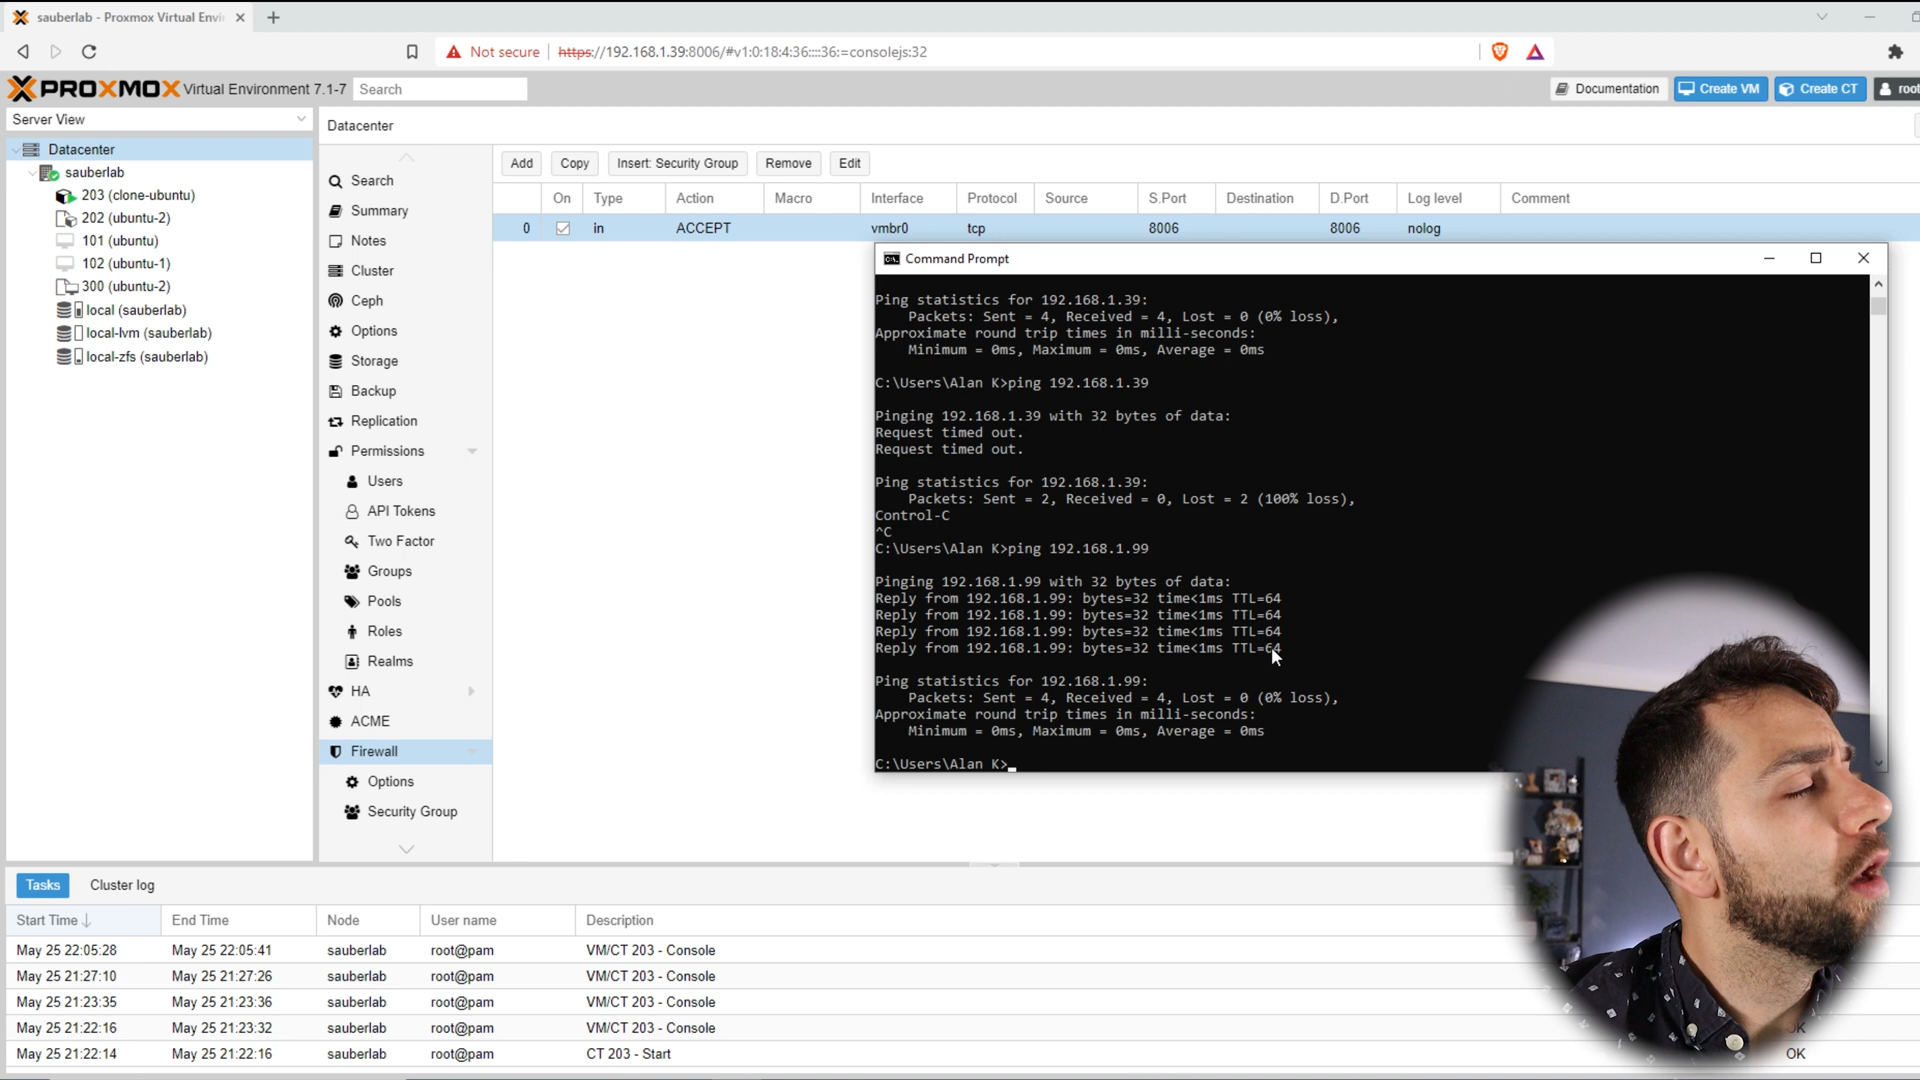 sauberlab - Proxmox Virtual Envi
Not secure
https://192.168.1.39:8006/#v1:0:18:4:36::::36:=consolejs:32
PROXMOX Virtual Environment 7.1-7
Search
Documentation
Create VM
Create CT
root
Server View
Datacenter
sauberlab
203 (clone-ubuntu)
202 (ubuntu-2)
101 (ubuntu)
102 (ubuntu-1)
300 (ubuntu-2)
local (sauberlab)
local-lvm (sauberlab)
local-zfs (sauberlab)
Datacenter
Search
Summary
Notes
Cluster
Ceph
Options
Storage
Backup
Replication
Permissions
Users
API Tokens
Two Factor
Groups
Pools
Roles
Realms
HA
ACME
Firewall
Options
Security Group
Add Copy Insert: Security Group Remove Edit
On Type Action Macro Interface Protocol Source S.Port Destination D.Port Log level Comment
0 in ACCEPT vmbr0 tcp 8006 8006 nolog
Command Prompt
Ping statistics for 192.168.1.39:
Packets: Sent = 4, Received = 4, Lost = 0 (0% loss),
Approximate round trip times in milli-seconds:
Minimum = 0ms, Maximum = 0ms, Average = 0ms
C:\Users\Alan K>ping 192.168.1.39
Pinging 192.168.1.39 with 32 bytes of data:
Request timed out.
Request timed out.
Ping statistics for 192.168.1.39:
Packets: Sent = 2, Received = 0, Lost = 2 (100% loss),
Control-C
^C
C:\Users\Alan K>ping 192.168.1.99
Pinging 192.168.1.99 with 32 bytes of data:
Reply from 192.168.1.99: bytes=32 time<1ms TTL=64
Reply from 192.168.1.99: bytes=32 time<1ms TTL=64
Reply from 192.168.1.99: bytes=32 time<1ms TTL=64
Reply from 192.168.1.99: bytes=32 time<1ms TTL=64
Ping statistics for 192.168.1.99:
Packets: Sent = 4, Received = 4, Lost = 0 (0% loss),
Approximate round trip times in milli-seconds:
Minimum = 0ms, Maximum = 0ms, Average = 0ms
C:\Users\Alan K>
Tasks Cluster log
Start Time End Time Node User name Description
May 25 22:05:28 May 25 22:05:41 sauberlab root@pam VM/CT 203 - Console
May 25 21:27:10 May 25 21:27:26 sauberlab root@pam VM/CT 203 - Console
May 25 21:23:35 May 25 21:23:36 sauberlab root@pam VM/CT 203 - Console
May 25 21:22:16 May 25 21:23:32 sauberlab root@pam VM/CT 203 - Console OK
May 25 21:22:14 May 25 21:22:16 sauberlab root@pam CT 203 - Start OK